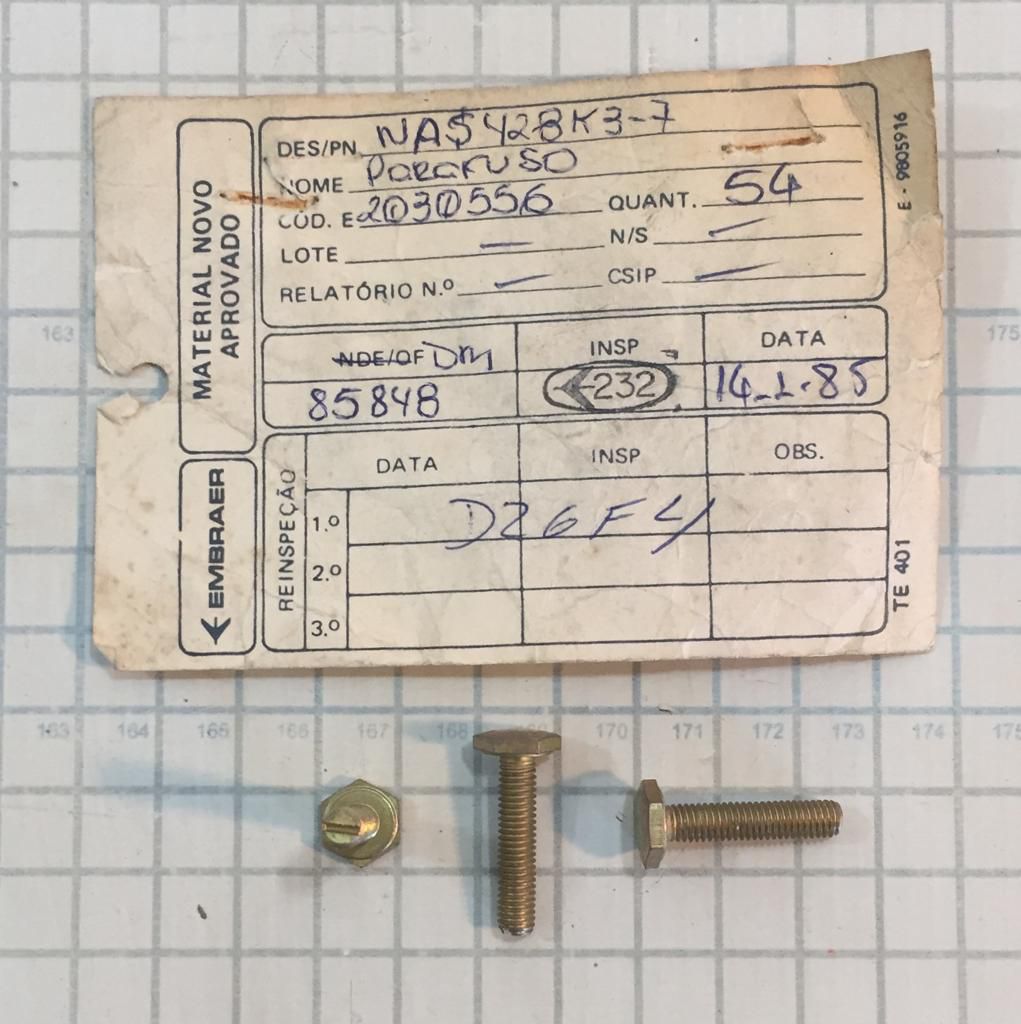 MATERIAL NOVO
APROVADO
EMBRAER
DES/PN NAS428K3-7
NOME Parafuso
CÓD. E 2030556 QUANT. 54
LOTE — N/S —
RELATÓRIO N.º — CSIP —
NDE/OF Dm INSP DATA
85848 232 14-1-85
REINSPEÇÃO
DATA INSP OBS.
1.º D26F4
2.º
3.º
E - 9805916
TE 401
163 175
163 164 165 166 167 168 169 170 171 172 173 174 175